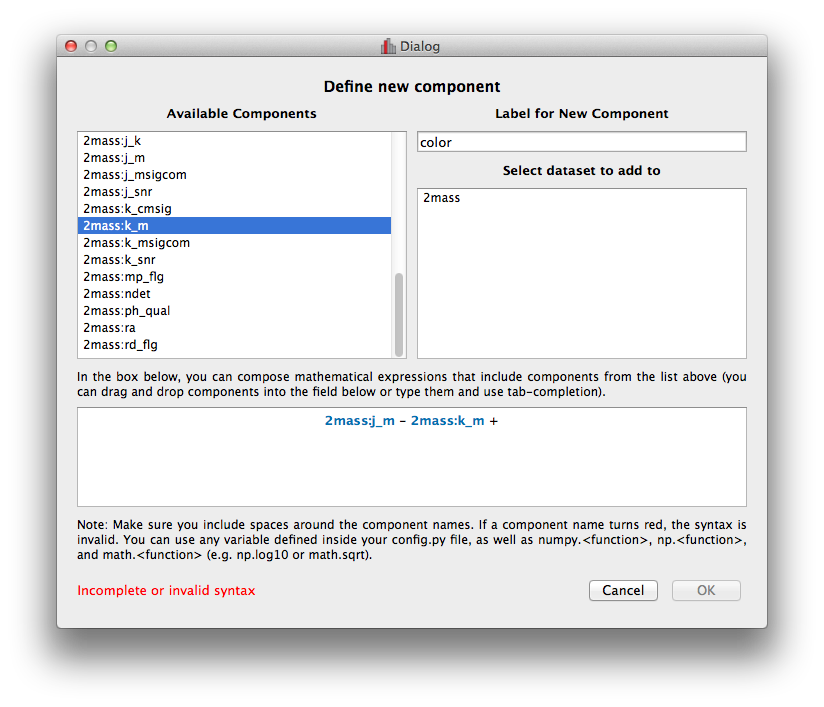 Dialog
Define new component
Available Components
2mass:j_k
2mass:j_m
2mass:j_msigcom
2mass:j_snr
2mass:k_cmsig
2mass:k_m
2mass:k_msigcom
2mass:k_snr
2mass:mp_flg
2mass:ndet
2mass:ph_qual
2mass:ra
2mass:rd_flg
Label for New Component
color
Select dataset to add to
2mass
In the box below, you can compose mathematical expressions that include components from the list above (you
can drag and drop components into the field below or type them and use tab-completion).
2mass:j_m - 2mass:k_m +
Note: Make sure you include spaces around the component names. If a component name turns red, the syntax is
invalid. You can use any variable defined inside your config.py file, as well as numpy.<function>, np.<function>,
and math.<function> (e.g. np.log10 or math.sqrt).
Incomplete or invalid syntax
Cancel
OK